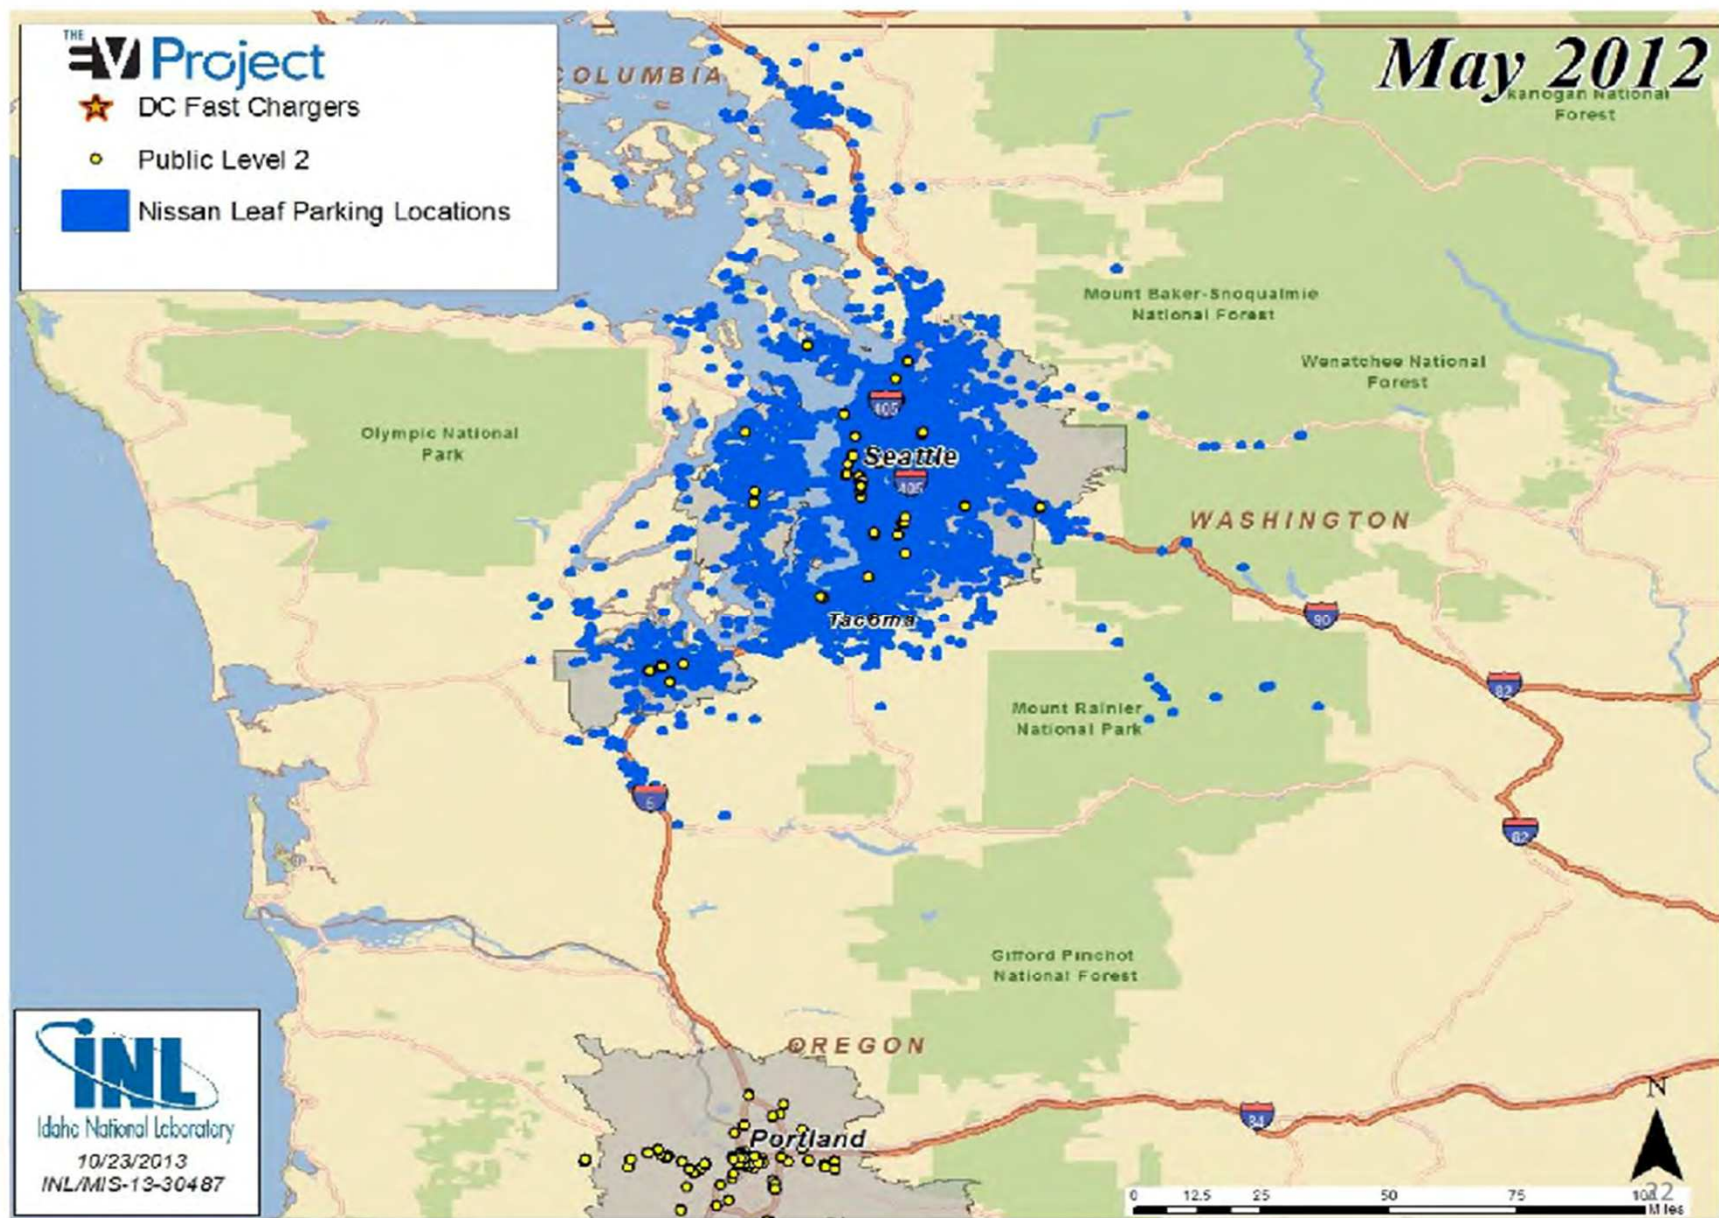 THE
EV Project
DC Fast Chargers
Public Level 2
Nissan Leaf Parking Locations
May 2012
COLUMBIA
kanogan National
Forest
Mount Baker-Snoqualmie
National Forest
Wenatchee National
Forest
Olympic National
Park
405
Seattle
405
WASHINGTON
Tacoma
90
82
Mount Rainier
National Park
5
82
Gifford Pinchot
National Forest
OREGON
84
Portland
INL
Idaho National Laboratory
10/23/2013
INL/MIS-13-30487
N
0 12.5 25 50 75 100
22
Miles